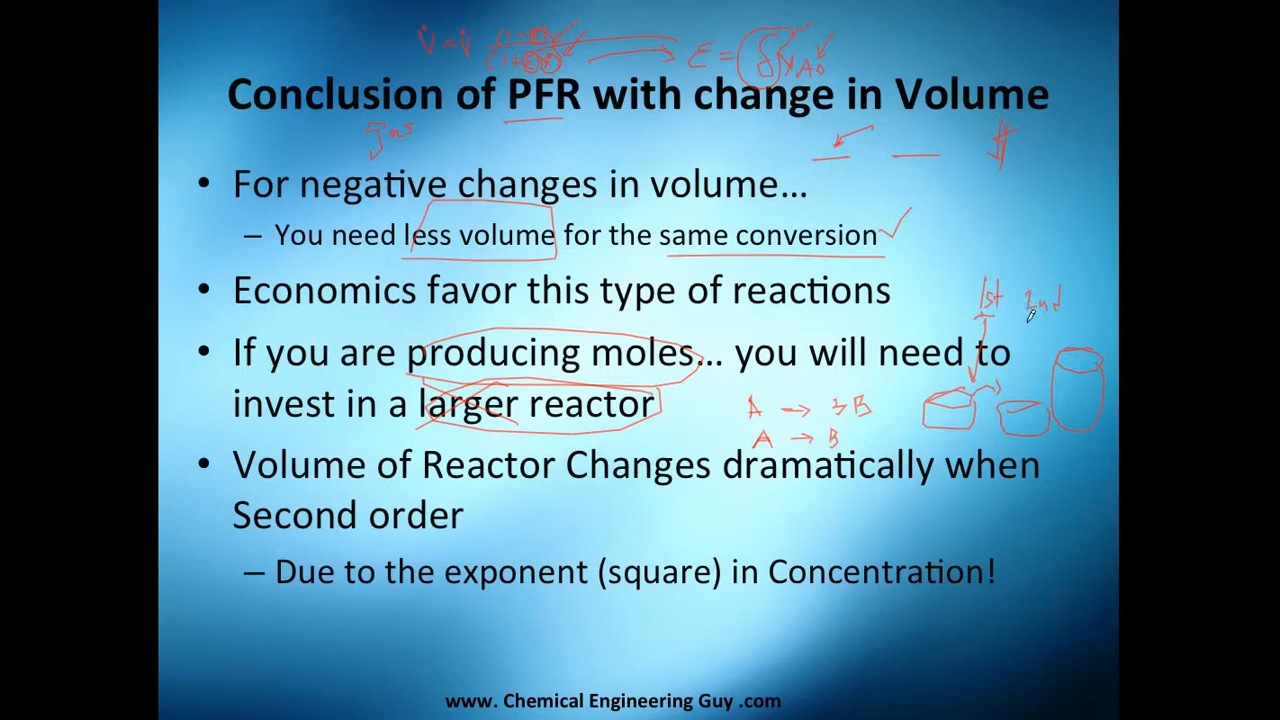 ε = δyA0
Conclusion of PFR with change in Volume
gas
$
• For negative changes in volume…
– You need less volume for the same conversion
• Economics favor this type of reactions
1st 2nd
• If you are producing moles… you will need to
invest in a larger reactor
A → 3B
A → B
• Volume of Reactor Changes dramatically when
Second order
– Due to the exponent (square) in Concentration!
www. Chemical Engineering Guy .com